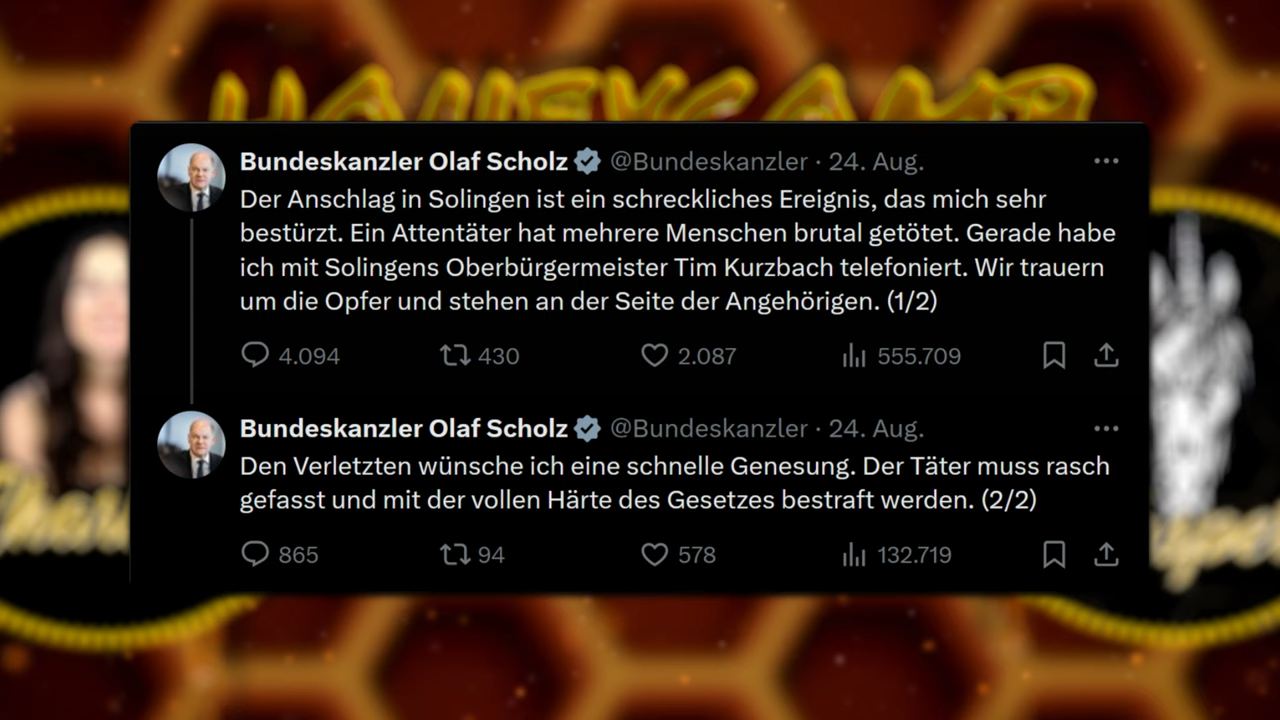 Bundeskanzler Olaf Scholz @Bundeskanzler · 24. Aug.
Der Anschlag in Solingen ist ein schreckliches Ereignis, das mich sehr
bestürzt. Ein Attentäter hat mehrere Menschen brutal getötet. Gerade habe
ich mit Solingens Oberbürgermeister Tim Kurzbach telefoniert. Wir trauern
um die Opfer und stehen an der Seite der Angehörigen. (1/2)
4.094 430 2.087 555.709
Bundeskanzler Olaf Scholz @Bundeskanzler · 24. Aug.
Den Verletzten wünsche ich eine schnelle Genesung. Der Täter muss rasch
gefasst und mit der vollen Härte des Gesetzes bestraft werden. (2/2)
865 94 578 132.719